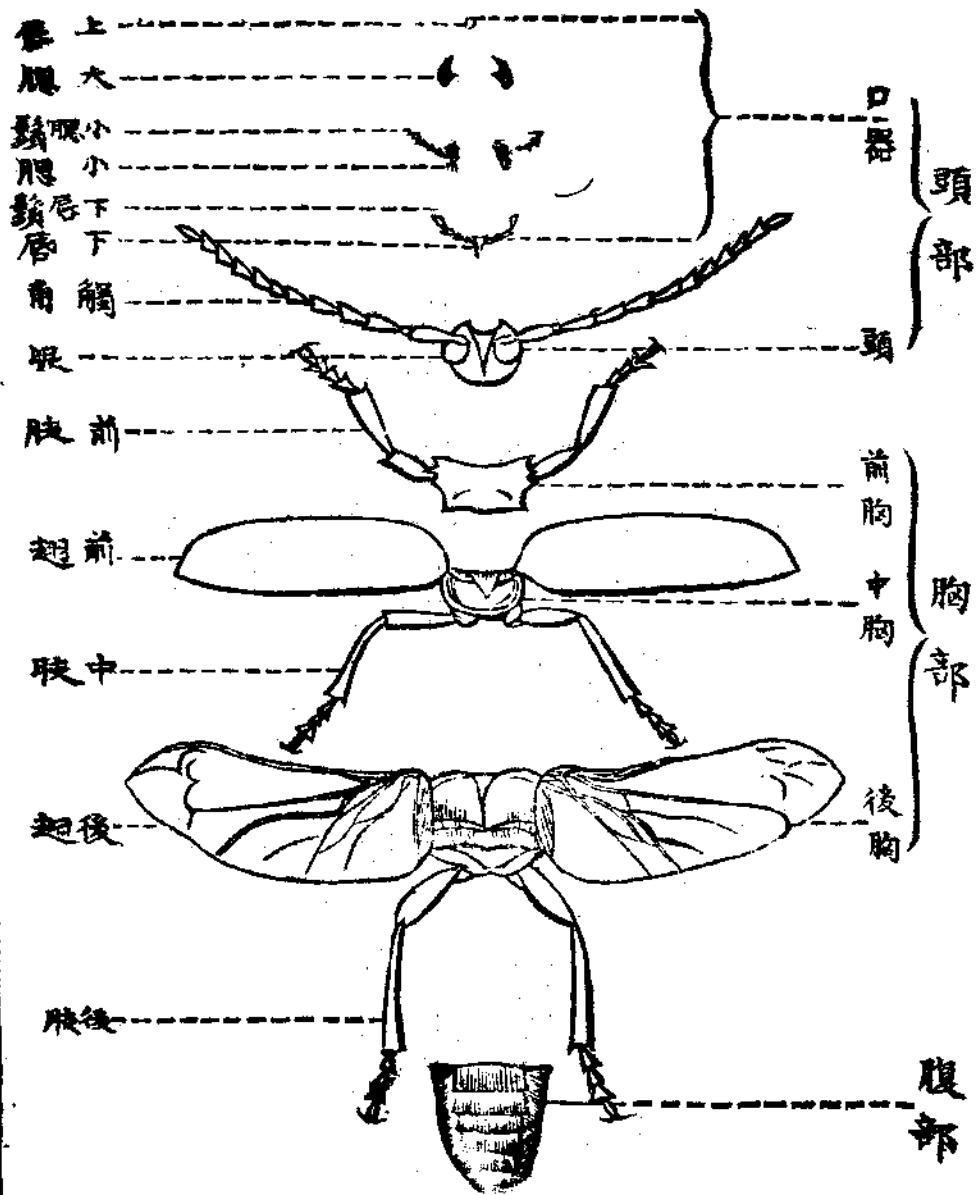 上唇
大腮
小腮鬚
小腮
下唇鬚
下唇
觸角
眼
前肢
前翅
中肢
後翅
後肢
口器
頭
前胸
中胸
後胸
頭部
胸部
腹部